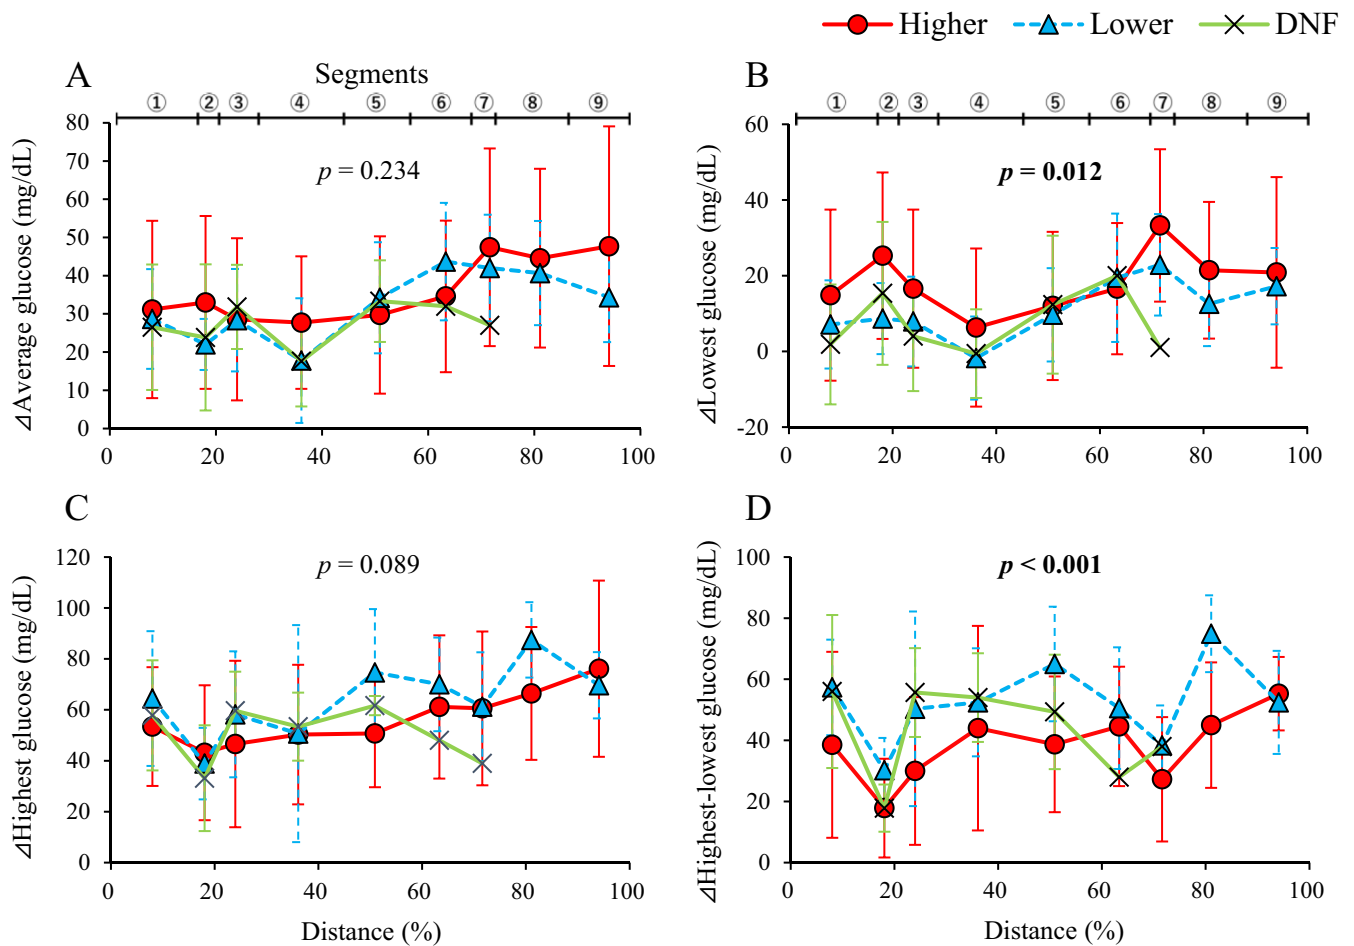 Higher Lower DNF
A
Segments
① ② ③ ④ ⑤ ⑥ ⑦ ⑧ ⑨
p = 0.234
ΔAverage glucose (mg/dL)
80
70
60
50
40
30
20
10
0
0 20 40 60 80 100
B
① ② ③ ④ ⑤ ⑥ ⑦ ⑧ ⑨
p = 0.012
ΔLowest glucose (mg/dL)
60
40
20
0
-20
0 20 40 60 80 100
C
p = 0.089
ΔHighest glucose (mg/dL)
120
100
80
60
40
20
0
0 20 40 60 80 100
Distance (%)
D
p < 0.001
ΔHighest-lowest glucose (mg/dL)
100
80
60
40
20
0
0 20 40 60 80 100
Distance (%)